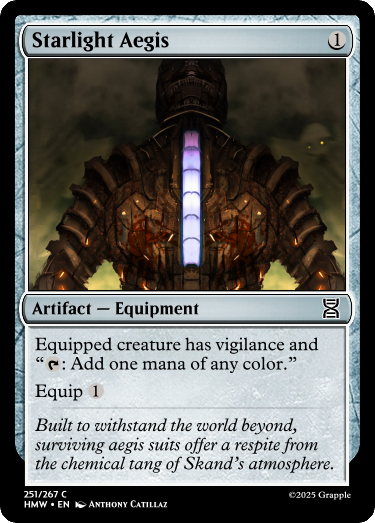 Starlight Aegis 1
Artifact — Equipment
Equipped creature has vigilance and
“: Add one mana of any color.”
Equip 1
Built to withstand the world beyond,
surviving aegis suits offer a respite from
the chemical tang of Skand’s atmosphere.
251/267 C
HMW • EN Anthony Catillaz
©2025 Grapple